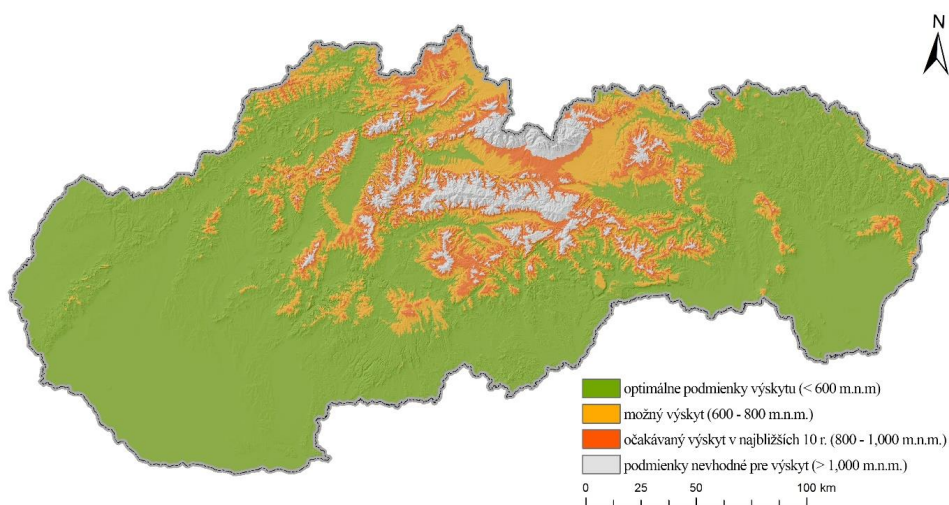 N
optimálne podmienky výskytu (< 600 m.n.m)
možný výskyt (600 - 800 m.n.m.)
očakávaný výskyt v najbližších 10 r. (800 - 1,000 m.n.m.)
podmienky nevhodné pre výskyt (> 1,000 m.n.m.)
0 25 50 100 km